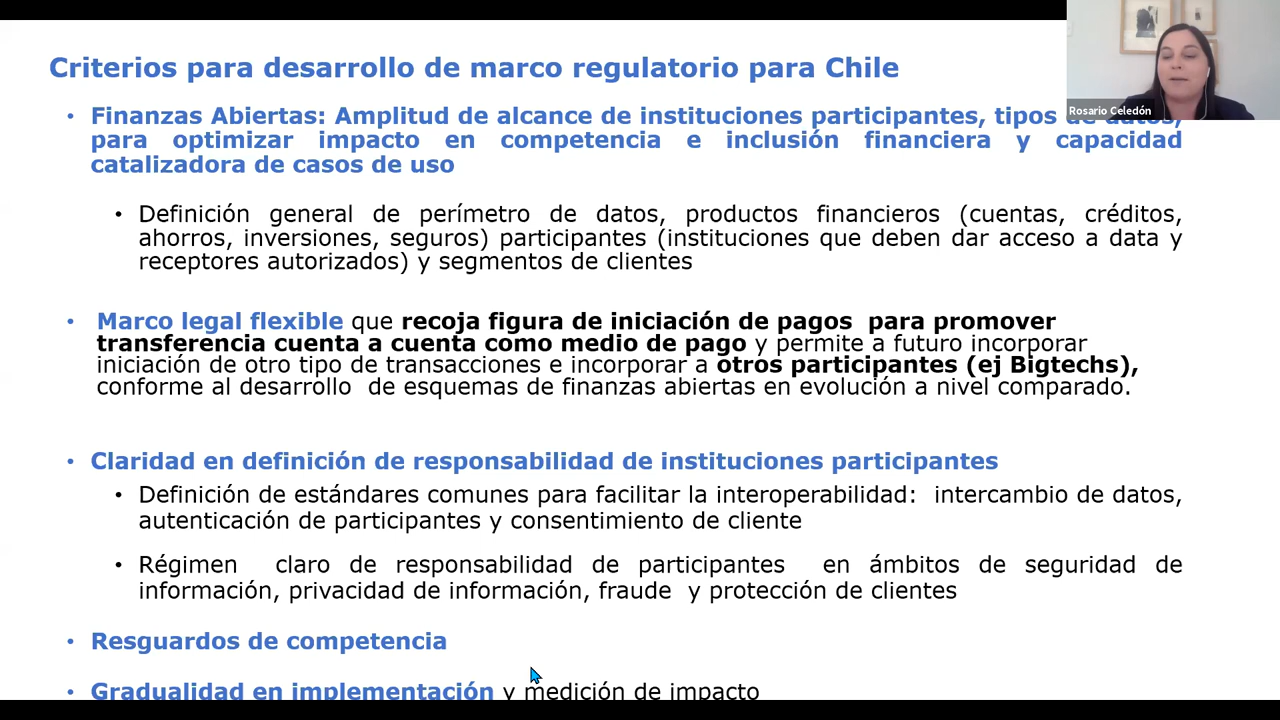 Criterios para desarrollo de marco regulatorio para Chile
Rosario Celedón
• Finanzas Abiertas: Amplitud de alcance de instituciones participantes, tipos de datos,
para optimizar impacto en competencia e inclusión financiera y capacidad
catalizadora de casos de uso
• Definición general de perímetro de datos, productos financieros (cuentas, créditos,
ahorros, inversiones, seguros) participantes (instituciones que deben dar acceso a data y
receptores autorizados) y segmentos de clientes
• Marco legal flexible que recoja figura de iniciación de pagos para promover
transferencia cuenta a cuenta como medio de pago y permite a futuro incorporar
iniciación de otro tipo de transacciones e incorporar a otros participantes (ej Bigtechs),
conforme al desarrollo de esquemas de finanzas abiertas en evolución a nivel comparado.
• Claridad en definición de responsabilidad de instituciones participantes
• Definición de estándares comunes para facilitar la interoperabilidad: intercambio de datos,
autenticación de participantes y consentimiento de cliente
• Régimen claro de responsabilidad de participantes en ámbitos de seguridad de
información, privacidad de información, fraude y protección de clientes
• Resguardos de competencia
• Gradualidad en implementación y medición de impacto